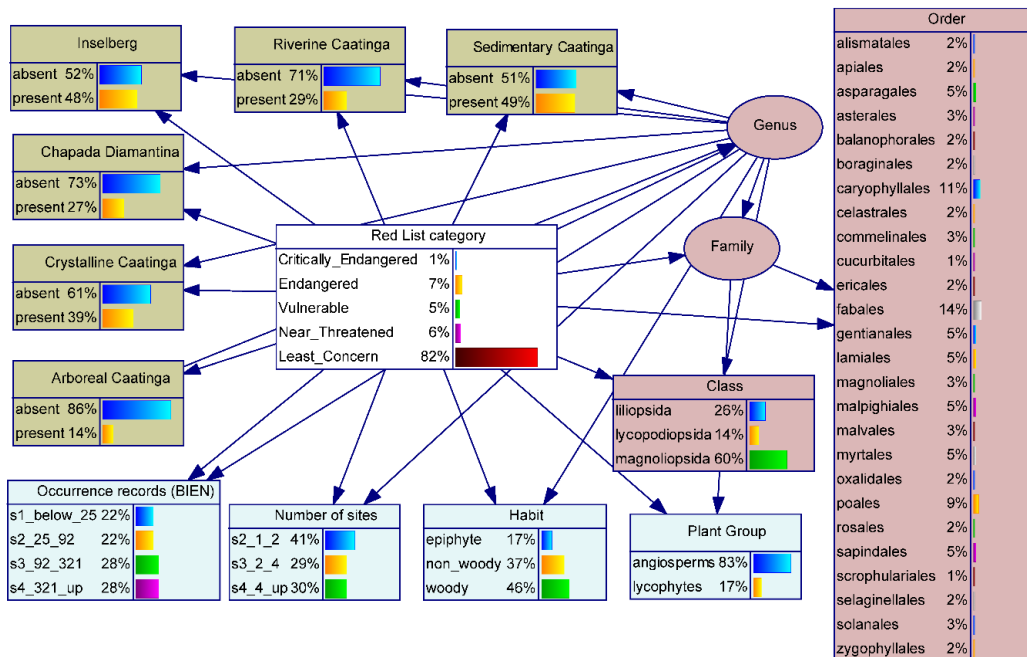 Inselberg
absent 52%
present 48%
Riverine Caatinga
absent 71%
present 29%
Sedimentary Caatinga
absent 51%
present 49%
Genus
Chapada Diamantina
absent 73%
present 27%
Crystalline Caatinga
absent 61%
present 39%
Arboreal Caatinga
absent 86%
present 14%
Red List category
Critically_Endangered 1%
Endangered 7%
Vulnerable 5%
Near_Threatened 6%
Least_Concern 82%
Family
Class
liliopsida 26%
lycopodiopsida 14%
magnoliopsida 60%
Occurrence records (BIEN)
s1_below_25 22%
s2_25_92 22%
s3_92_321 28%
s4_321_up 28%
Number of sites
s2_1_2 41%
s3_2_4 29%
s4_4_up 30%
Habit
epiphyte 17%
non_woody 37%
woody 46%
Plant Group
angiosperms 83%
lycophytes 17%
Order
alismatales 2%
apiales 2%
asparagales 5%
asterales 3%
balanophorales 2%
boraginales 2%
caryophyllales 11%
celastrales 2%
commelinales 3%
cucurbitales 1%
ericales 2%
fabales 14%
gentianales 5%
lamiales 5%
magnoliales 3%
malpighiales 5%
malvales 3%
myrtales 5%
oxalidales 2%
poales 9%
rosales 2%
sapindales 5%
scrophulariales 1%
selaginellales 2%
solanales 3%
zygophyllales 2%